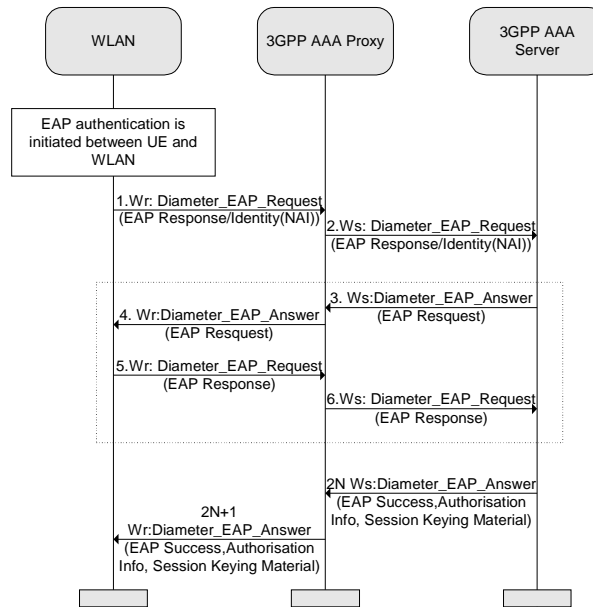 WLAN
3GPP AAA Proxy
3GPP AAA
Server
EAP authentication is
initiated between UE and
WLAN
1.Wr: Diameter_EAP_Request
(EAP Response/Identity(NAI))
2.Ws: Diameter_EAP_Request
(EAP Response/Identity(NAI))
3. Ws:Diameter_EAP_Answer
(EAP Resquest)
4. Wr:Diameter_EAP_Answer
(EAP Resquest)
5.Wr: Diameter_EAP_Request
(EAP Response)
6.Ws: Diameter_EAP_Request
(EAP Response)
2N Ws:Diameter_EAP_Answer
(EAP Success,Authorisation
Info, Session Keying Material)
2N+1
Wr:Diameter_EAP_Answer
(EAP Success,Authorisation
Info, Session Keying Material)